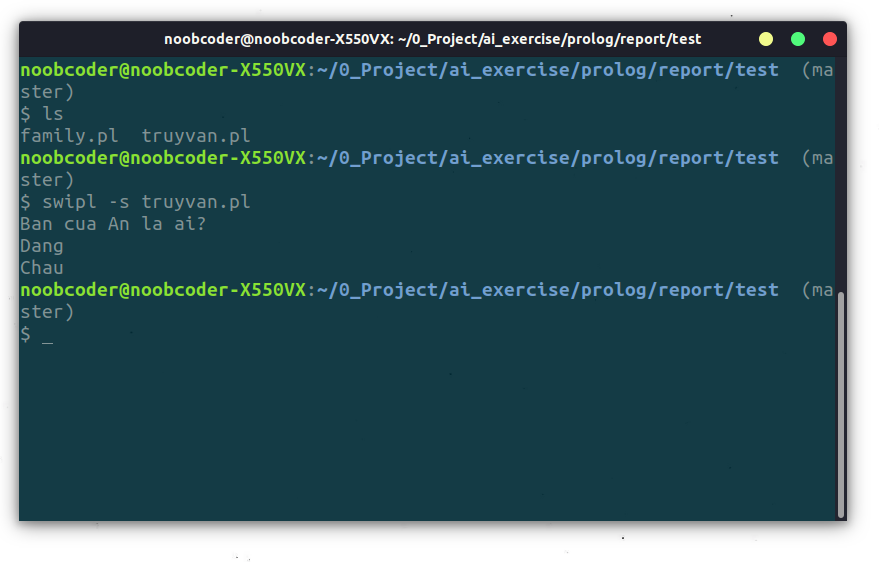 noobcoder@noobcoder-X550VX: ~/0_Project/ai_exercise/prolog/report/test
noobcoder@noobcoder-X550VX:~/0_Project/ai_exercise/prolog/report/test  (ma
ster)
$ ls
family.pl  truyvan.pl
noobcoder@noobcoder-X550VX:~/0_Project/ai_exercise/prolog/report/test  (ma
ster)
$ swipl -s truyvan.pl
Ban cua An la ai?
Dang
Chau
noobcoder@noobcoder-X550VX:~/0_Project/ai_exercise/prolog/report/test  (ma
ster)
$ _